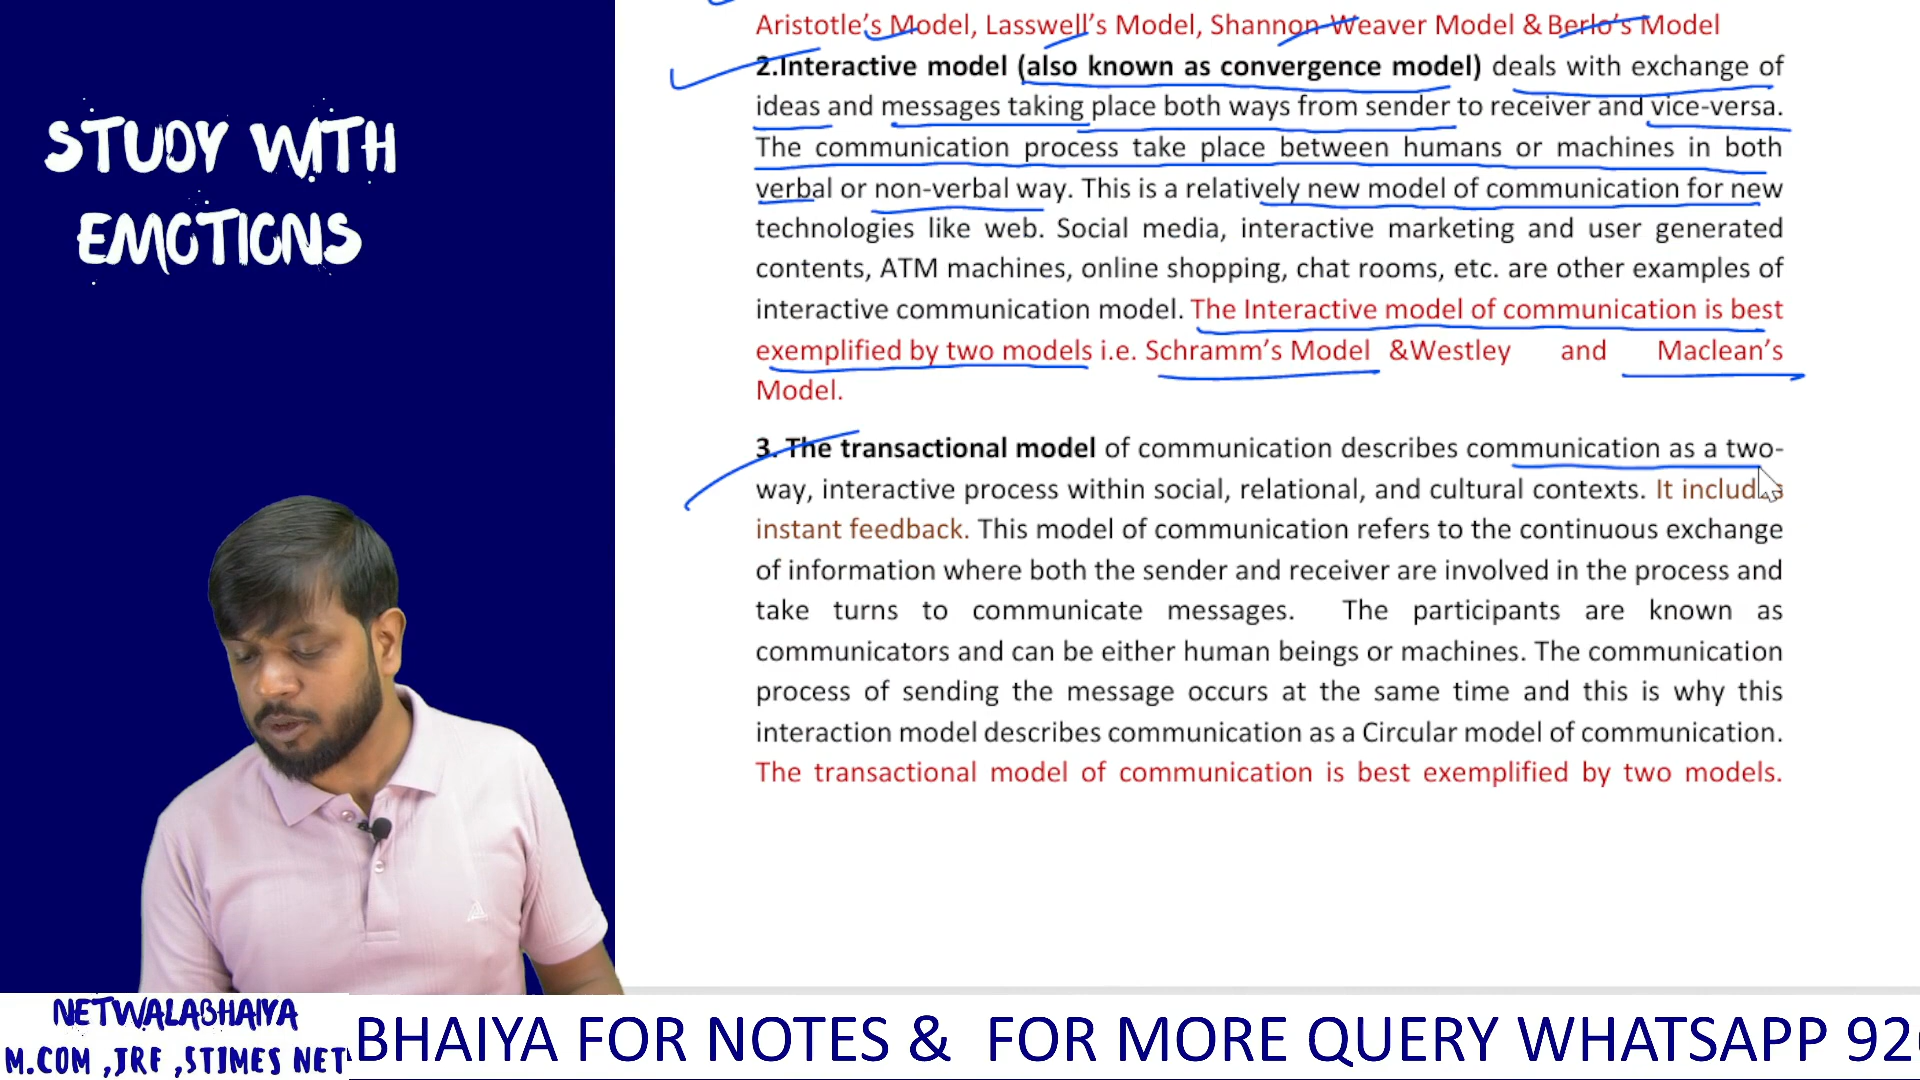 STUDY WITH
EMOTIONS
Aristotle's Model, Lasswell's Model, Shannon-Weaver Model & Berlo's Model
2.Interactive model (also known as convergence model) deals with exchange of
ideas and messages taking place both ways from sender to receiver and vice-versa.
The communication process take place between humans or machines in both
verbal or non-verbal way. This is a relatively new model of communication for new
technologies like web. Social media, interactive marketing and user generated
contents, ATM machines, online shopping, chat rooms, etc. are other examples of
interactive communication model. The Interactive model of communication is best
exemplified by two models i.e. Schramm's Model &Westley and Maclean's
Model.
3. The transactional model of communication describes communication as a two-
way, interactive process within social, relational, and cultural contexts. It includes
instant feedback. This model of communication refers to the continuous exchange
of information where both the sender and receiver are involved in the process and
take turns to communicate messages. The participants are known as
communicators and can be either human beings or machines. The communication
process of sending the message occurs at the same time and this is why this
interaction model describes communication as a Circular model of communication.
The transactional model of communication is best exemplified by two models.
NETWALABHAIYA
M.COM ,JRF ,5TIMES NET
BHAIYA FOR NOTES & FOR MORE QUERY WHATSAPP 92